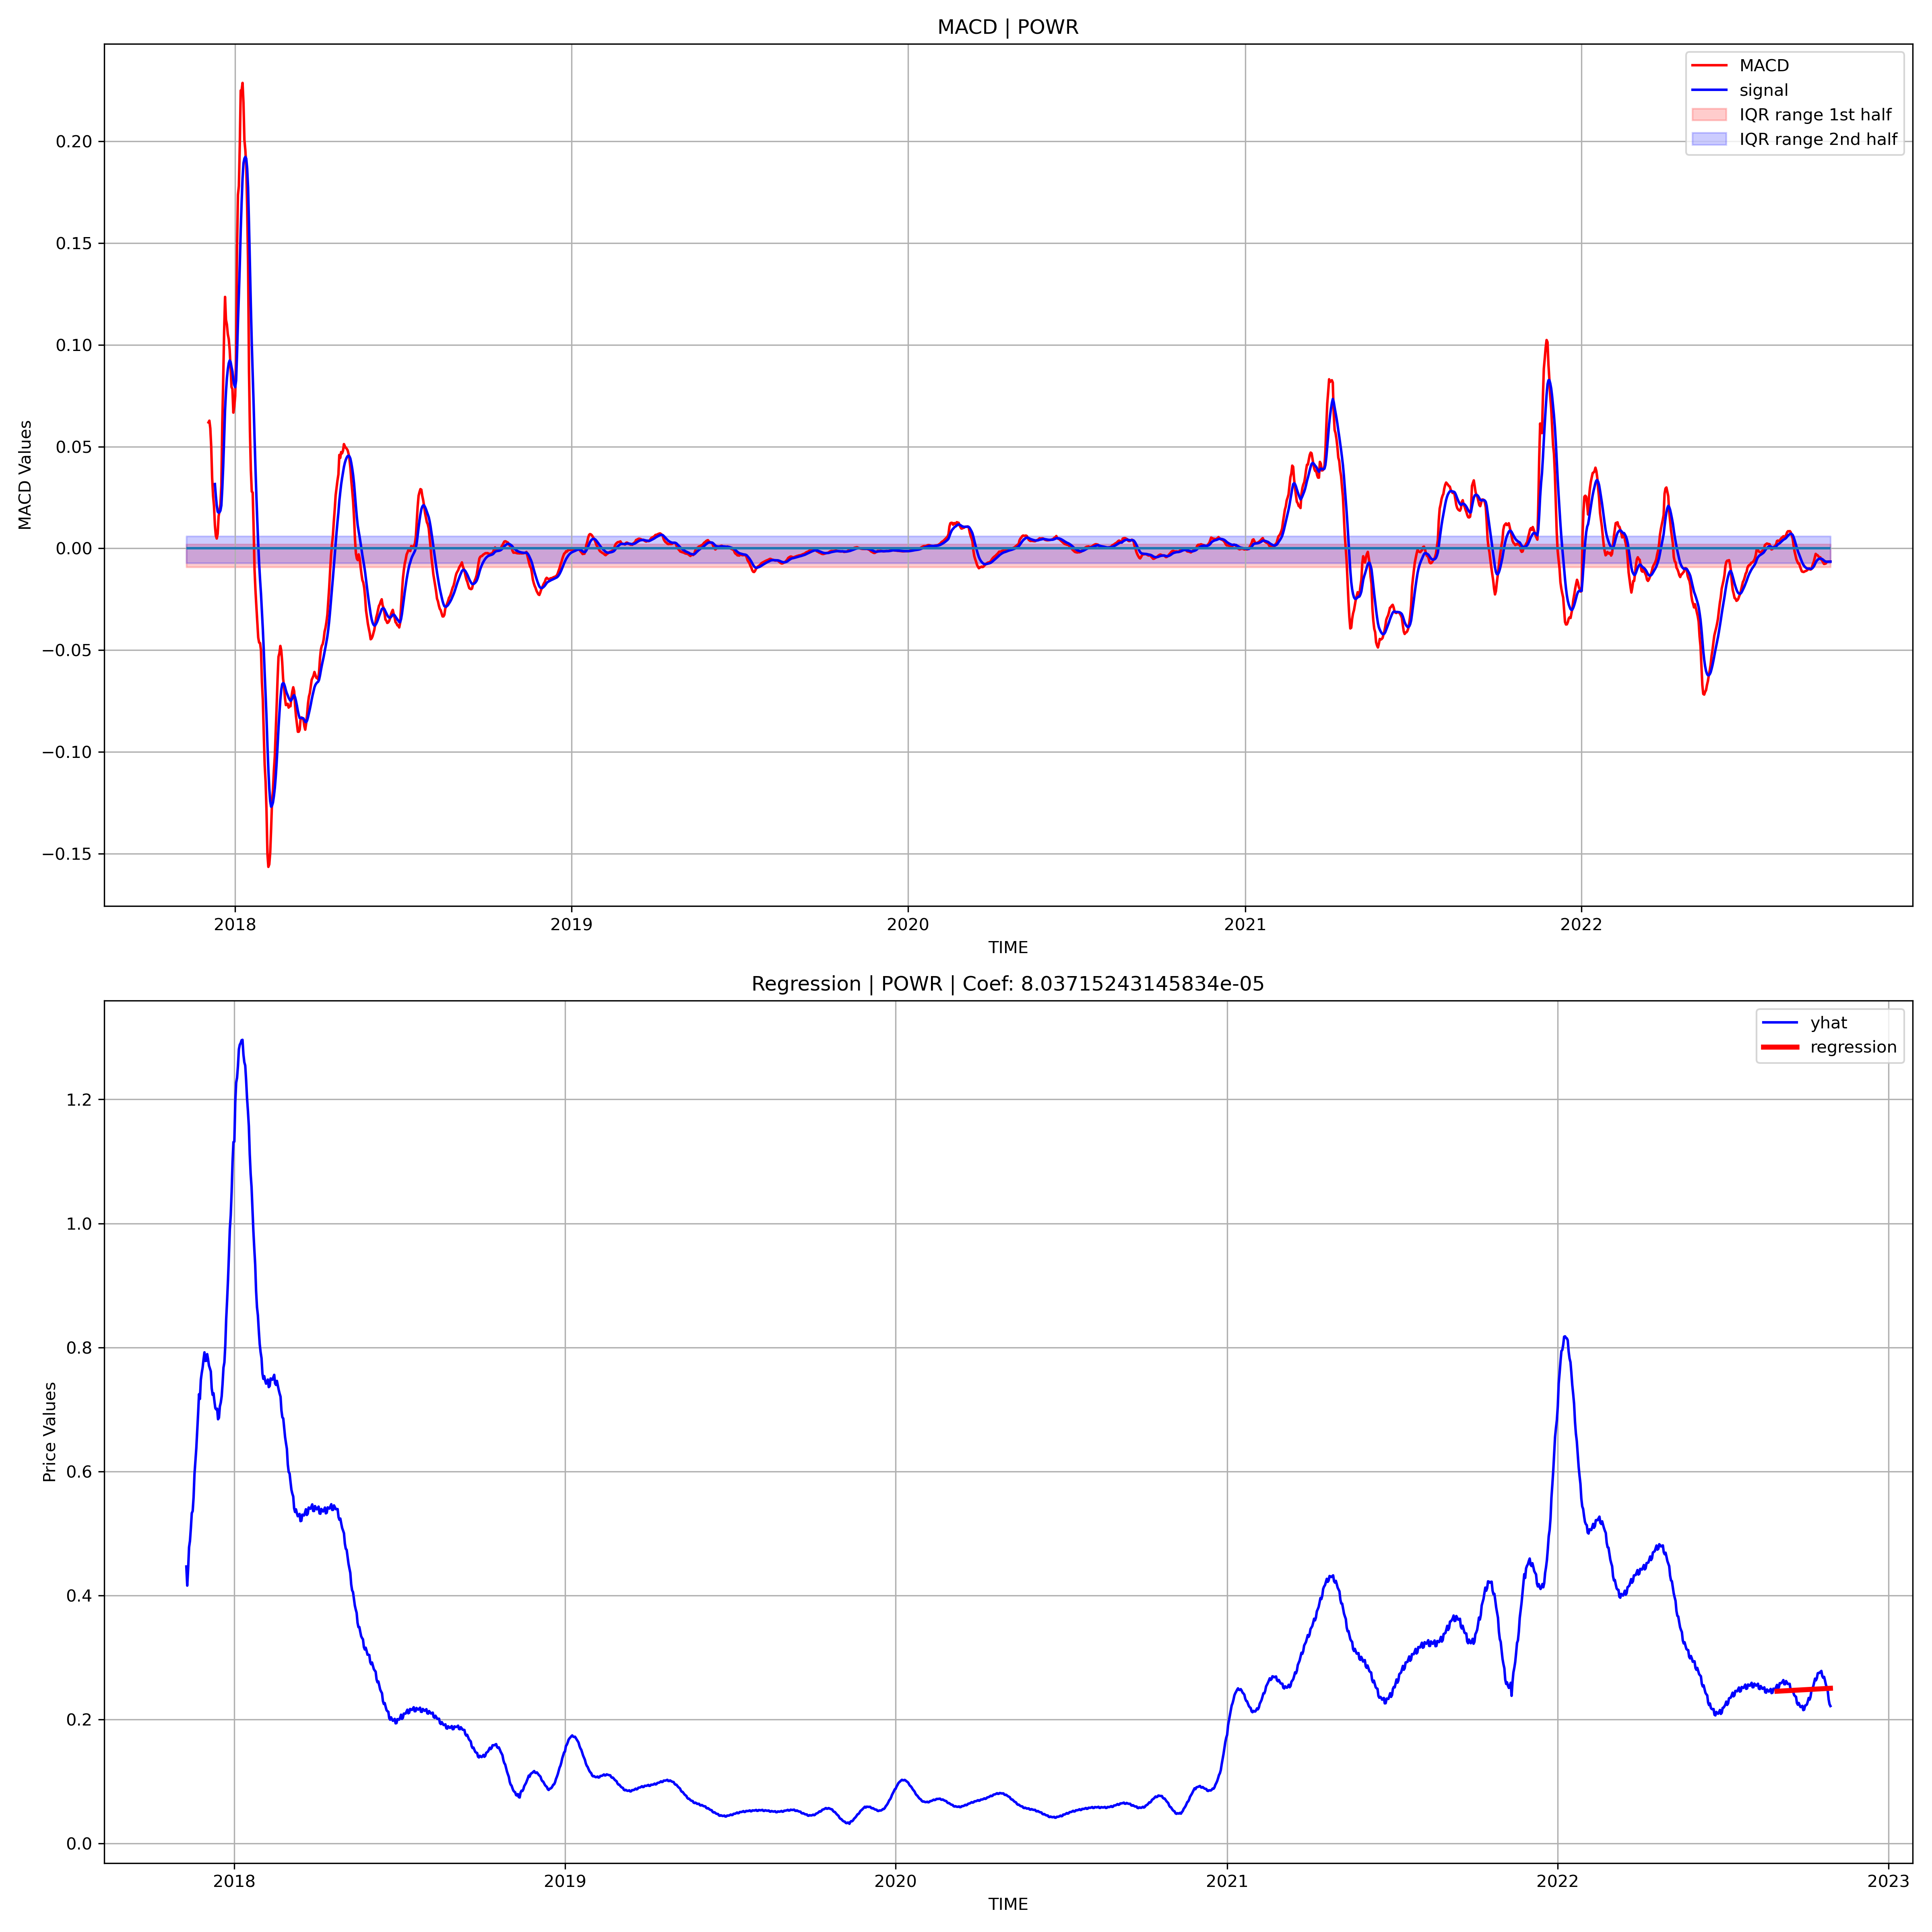 MACD | POWR
MACD
signal
IQR range 1st half
IQR range 2nd half
0.20
0.15
0.10
0.05
0.00
−0.05
−0.10
−0.15
MACD Values
2018 2019 2020 2021 2022
TIME
Regression | POWR | Coef: 8.03715243145834e-05
yhat
regression
1.2
1.0
0.8
0.6
0.4
0.2
0.0
Price Values
2018 2019 2020 2021 2022 2023
TIME